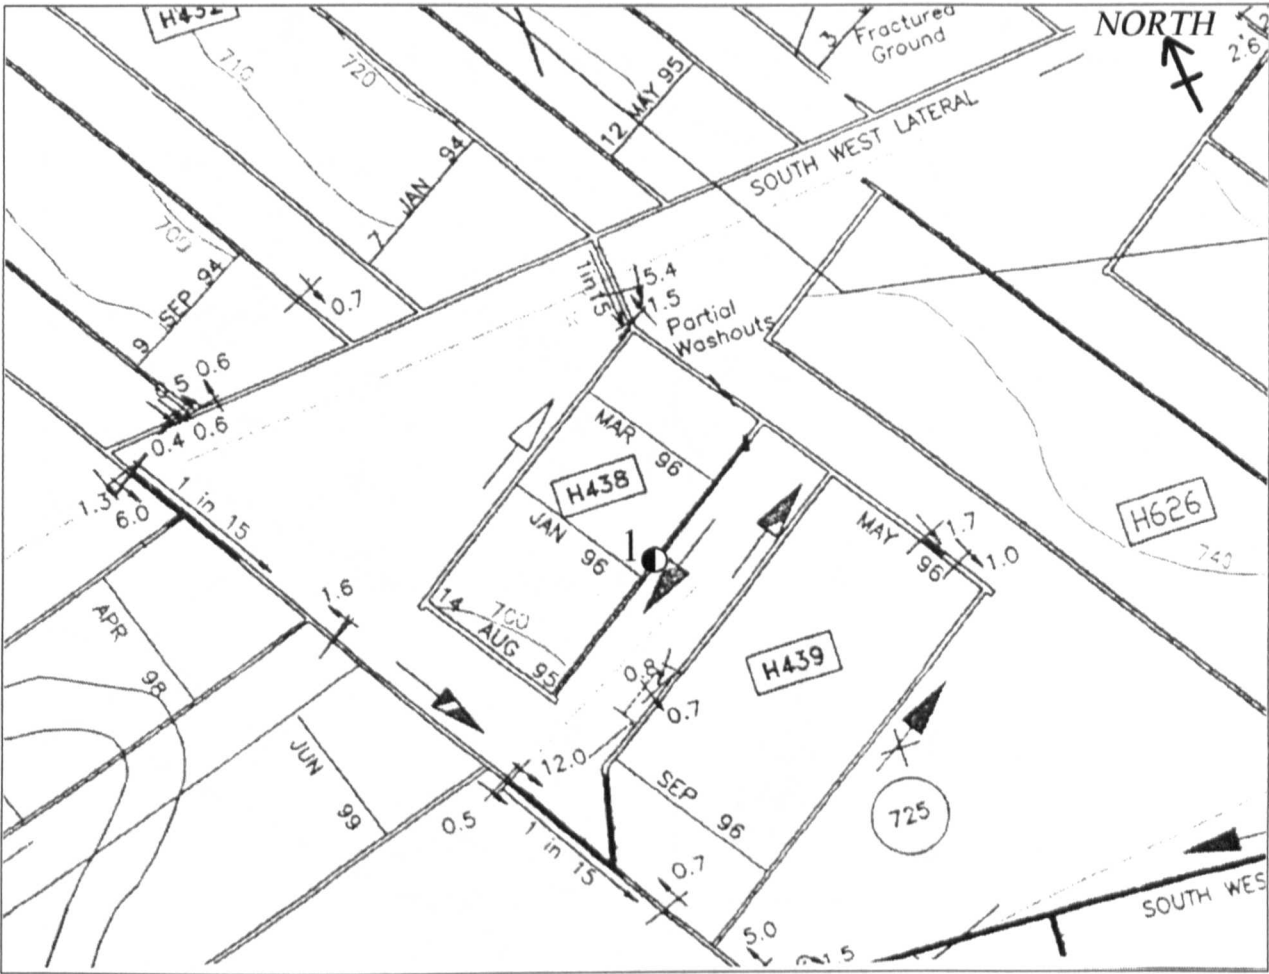 H432
NORTH
2.6
Fractured
Ground
3
710
720
12 MAY 95
SOUTH WEST LATERAL
7 JAN 94
700
9 SEP 94
0.7
1in15
5.4
1.5
Partial
Washouts
0.6
0.4 0.6
1.3
6.0
1 in 15
MAR 96
H438
JAN 96
1
MAY 96
1.7
1.0
H626
740
14 AUG 95
700
1.6
APR 98
H439
0.8
0.7
12.0
JUN 99
0.5
1 in 15
SEP 96
725
0.7
5.0
1.5
SOUTH WES